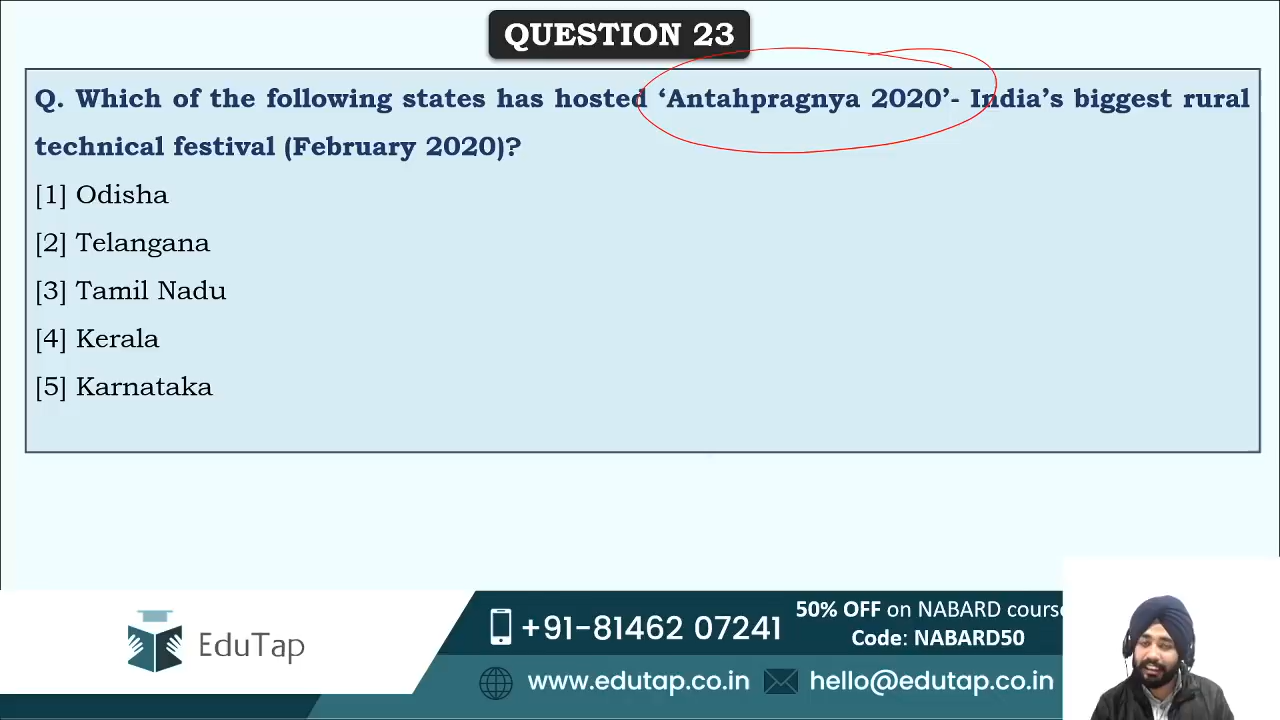 QUESTION 23
Q. Which of the following states has hosted ‘Antahpragnya 2020’- India’s biggest rural
technical festival (February 2020)?
[1] Odisha
[2] Telangana
[3] Tamil Nadu
[4] Kerala
[5] Karnataka
EduTap
+91-81462 07241
50% OFF on NABARD course
Code: NABARD50
www.edutap.co.in
hello@edutap.co.in